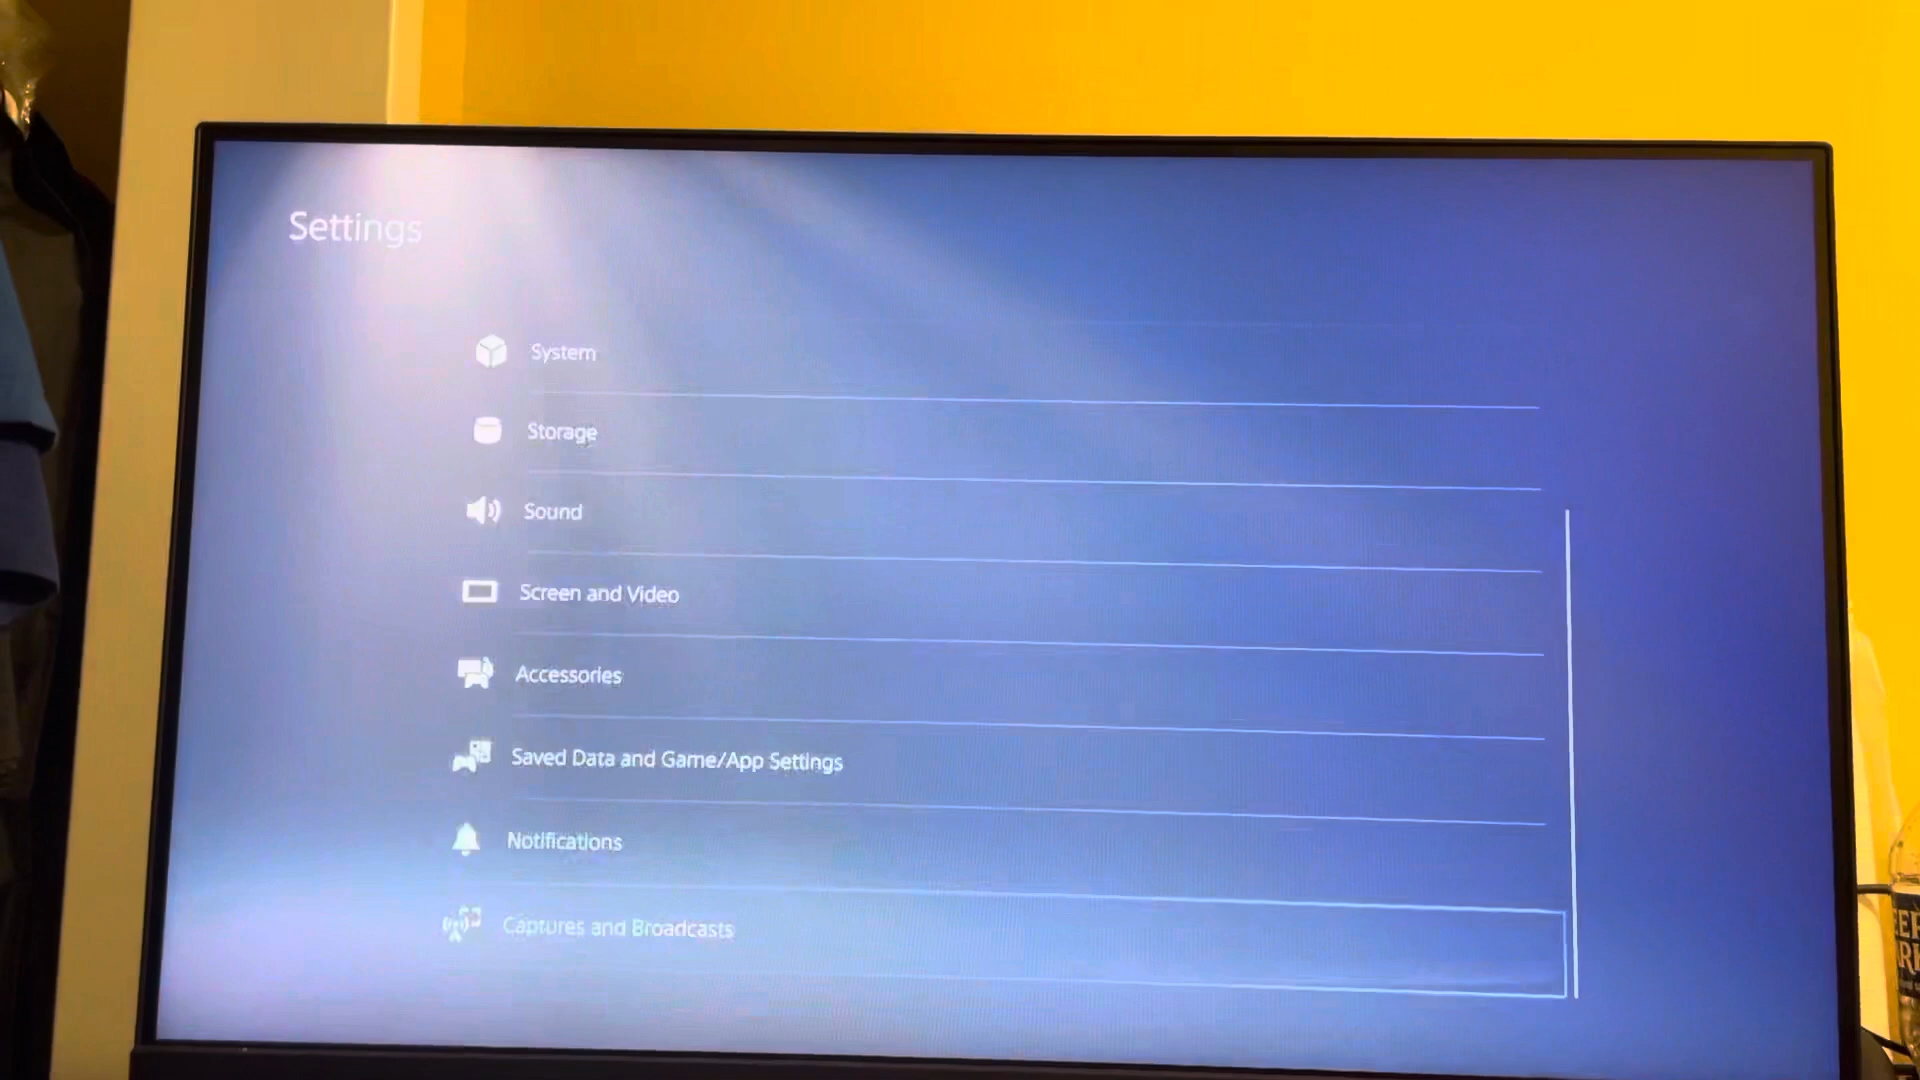 Settings
System
Storage
Sound
Screen and Video
Accessories
Saved Data and Game/App Settings
Notifications
Captures and Broadcasts